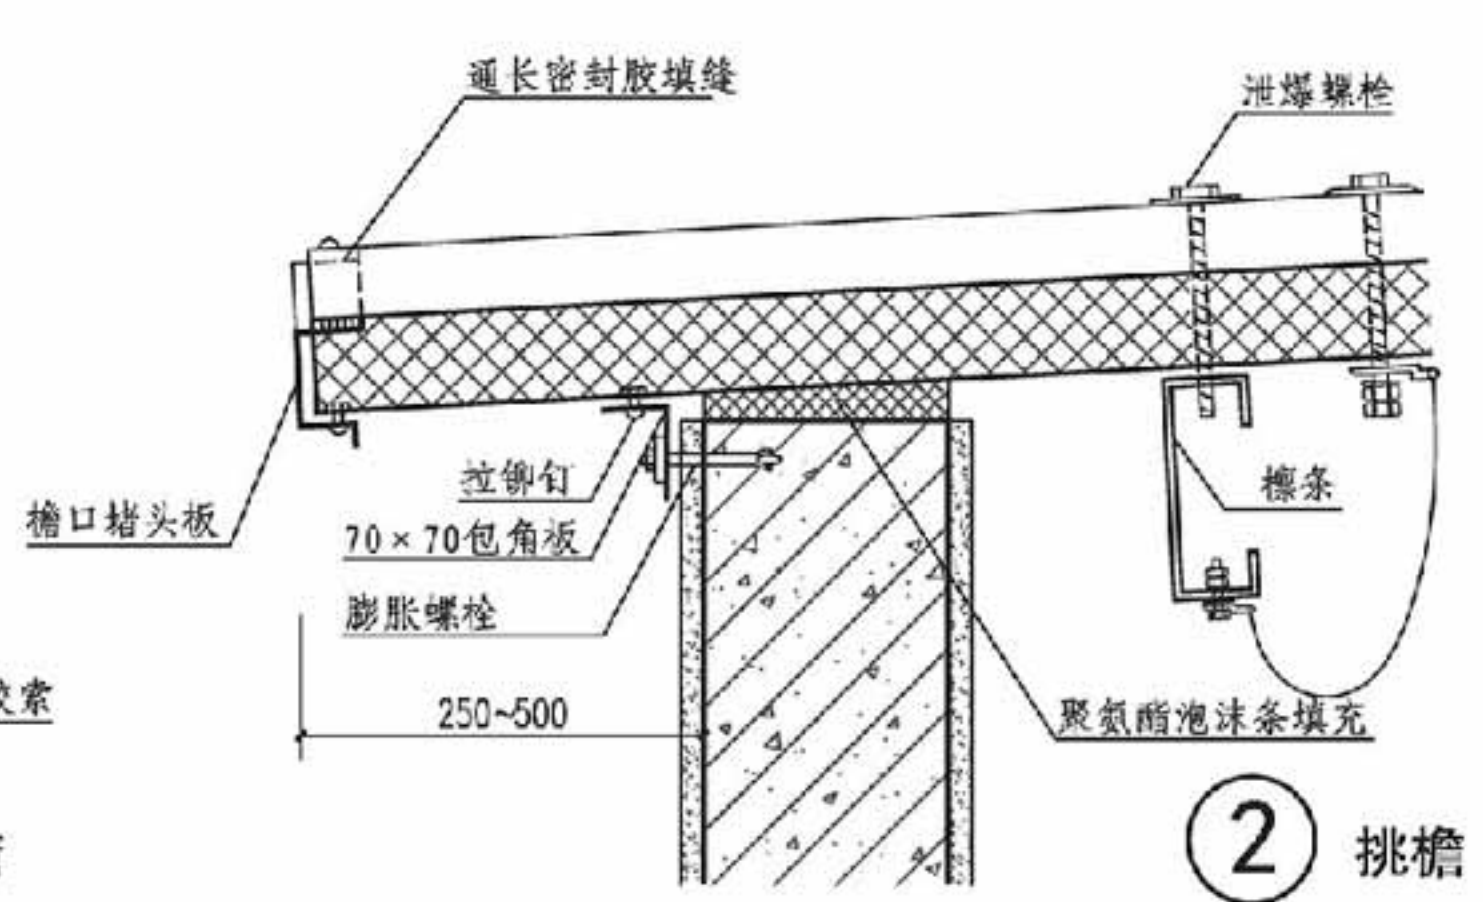 通长密封胶填缝
泄爆螺栓
拉铆钉
檩条
檐口堵头板
70×70包角板
膨胀螺栓
索
250~500
聚氨酯泡沫条填充
2 挑檐